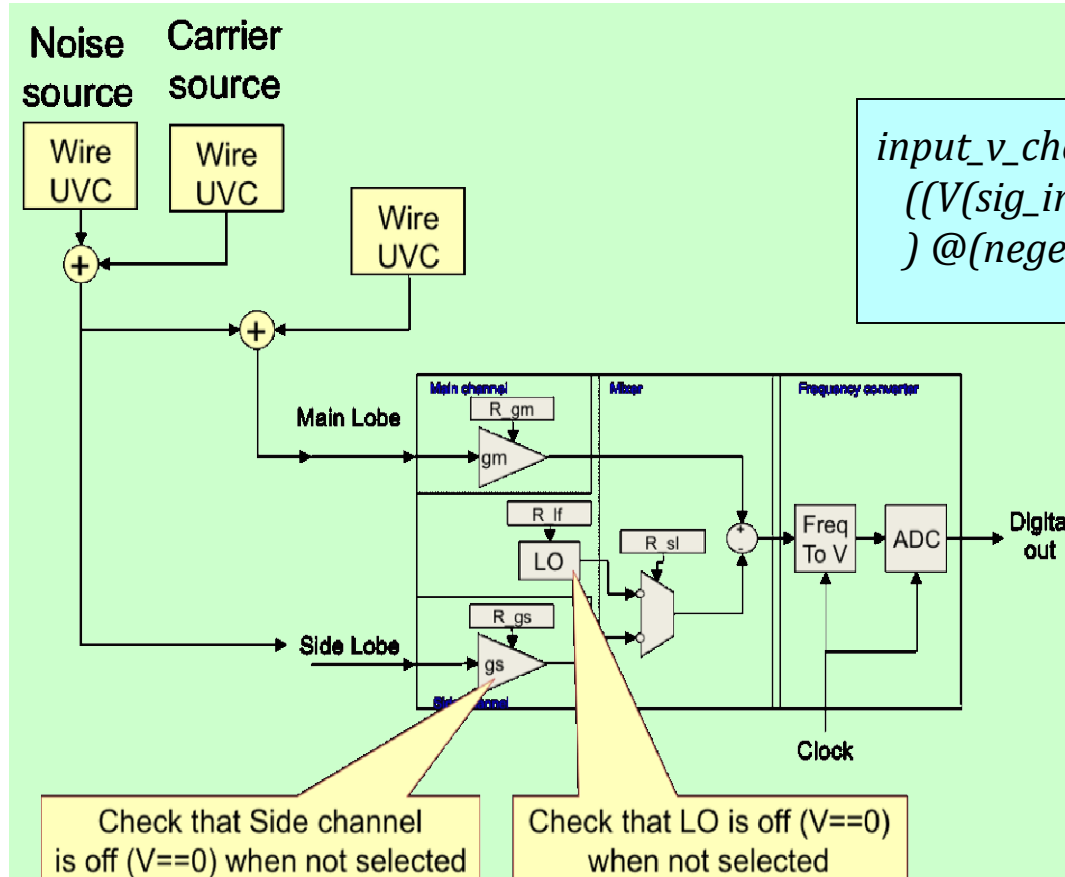 Noise
source
Carrier
source
Wire
UVC
Wire
UVC
Wire
UVC
+
+
input_v_che
((V(sig_in
) @(nege
Main channel
Mixer
Frequency converter
R_gm
Main Lobe
gm
R_lf
LO
R_sl
+
-
Freq
To V
ADC
Digita
out
R_gs
Side Lobe
gs
Clock
Check that Side channel
is off (V==0) when not selected
Check that LO is off (V==0)
when not selected